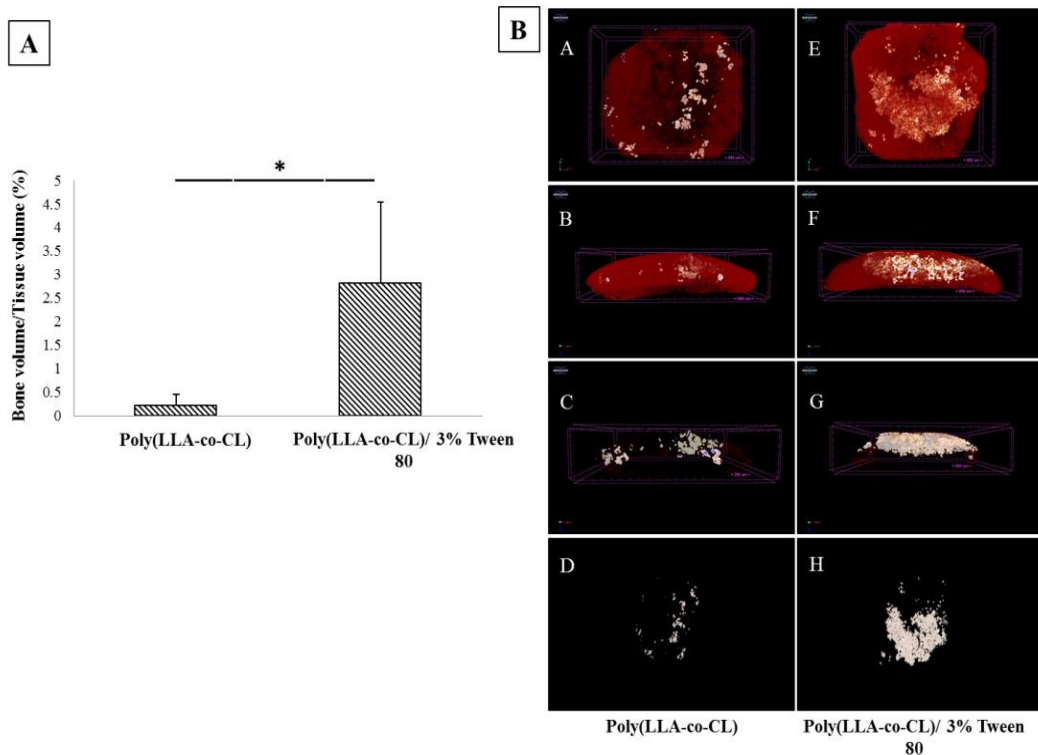 A
*
Bone volume/Tissue volume (%)
5
4.5
4
3.5
3
2.5
2
1.5
1
0.5
0
Poly(LLA-co-CL)
Poly(LLA-co-CL)/ 3% Tween
80
B
A
E
B
F
C
G
D
H
Poly(LLA-co-CL)
Poly(LLA-co-CL)/ 3% Tween
80